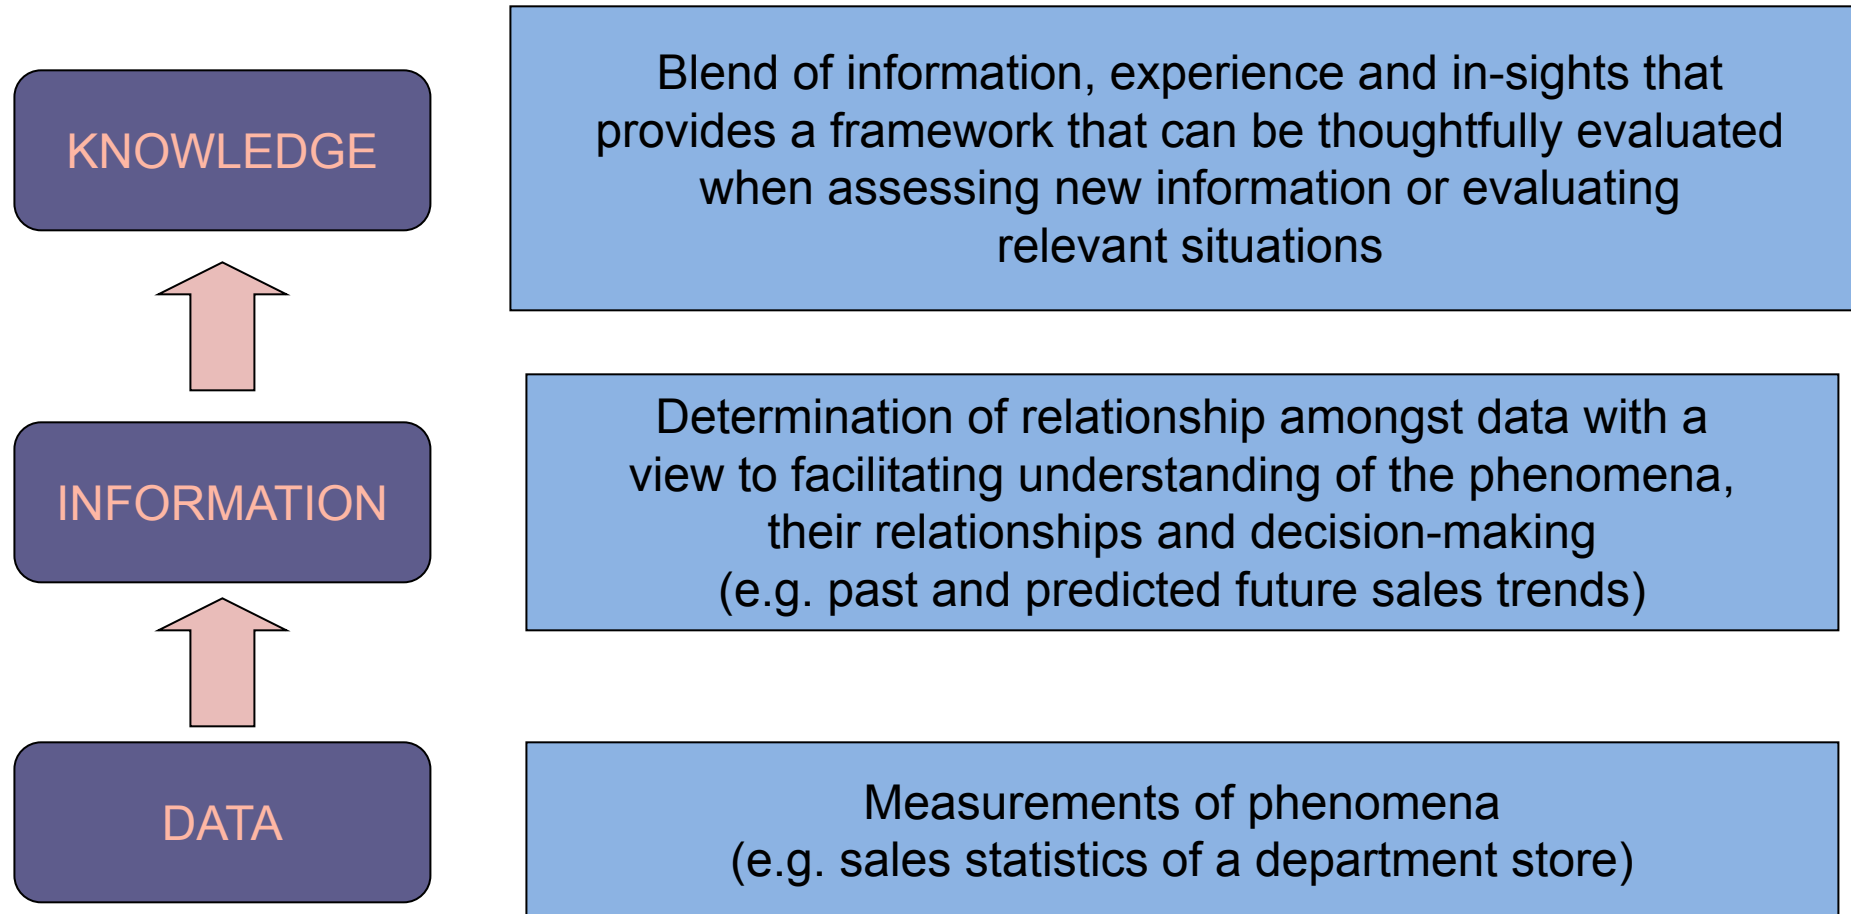 KNOWLEDGE
Blend of information, experience and in-sights that
provides a framework that can be thoughtfully evaluated
when assessing new information or evaluating
relevant situations
INFORMATION
Determination of relationship amongst data with a
view to facilitating understanding of the phenomena,
their relationships and decision-making
(e.g. past and predicted future sales trends)
DATA
Measurements of phenomena
(e.g. sales statistics of a department store)